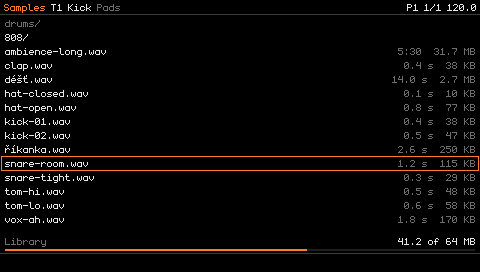 Samples T1 Kick Pads P1 1/1 120.0
drums/
808/
ambience-long.wav 5:30 31.7 MB
clap.wav 0.4 s 38 KB
déšť.wav 14.0 s 2.7 MB
hat-closed.wav 0.1 s 10 KB
hat-open.wav 0.8 s 77 KB
kick-01.wav 0.4 s 38 KB
kick-02.wav 0.5 s 47 KB
říkanka.wav 2.6 s 250 KB
snare-room.wav 1.2 s 115 KB
snare-tight.wav 0.3 s 29 KB
tom-hi.wav 0.5 s 48 KB
tom-lo.wav 0.6 s 58 KB
vox-ah.wav 1.8 s 170 KB
Library 41.2 of 64 MB